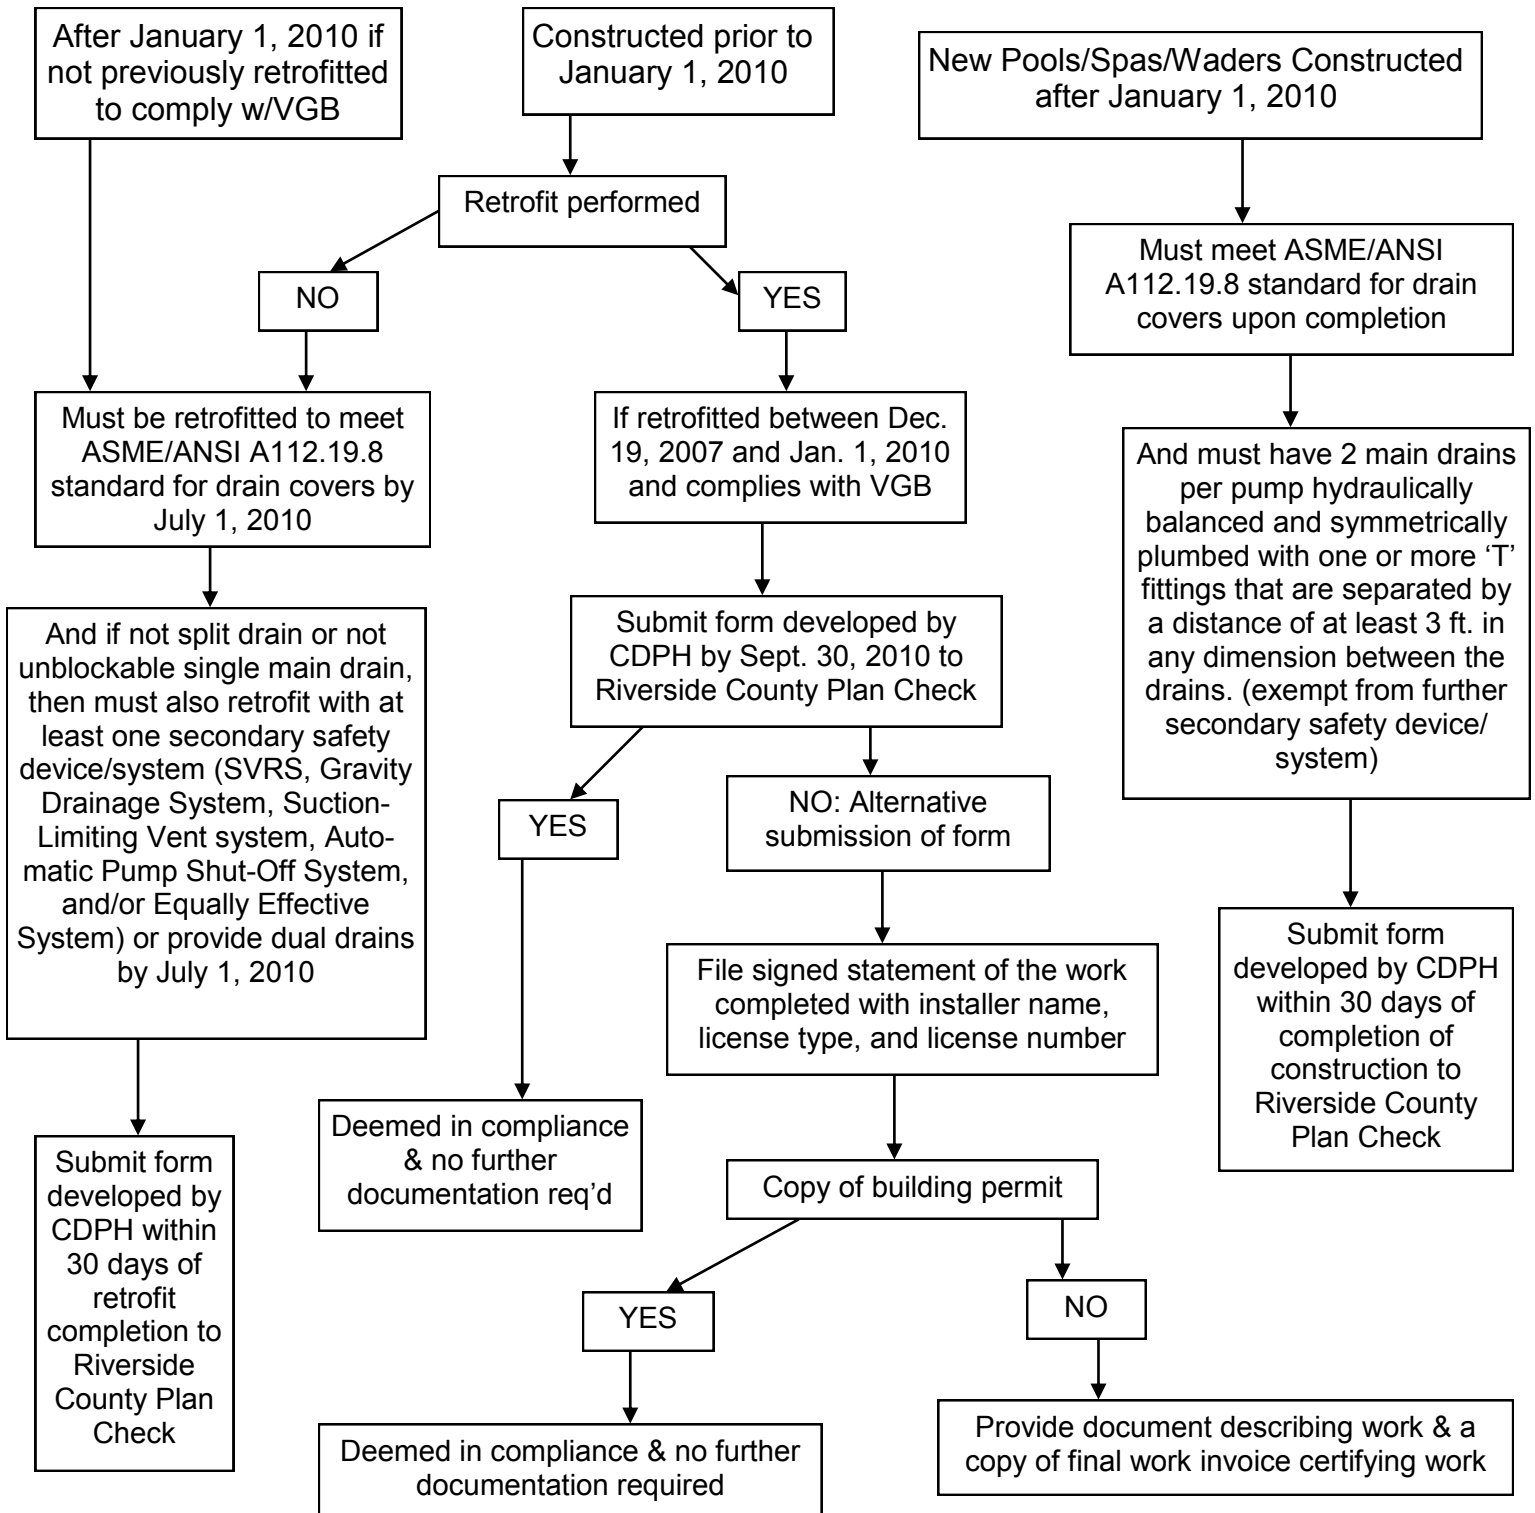 After January 1, 2010 if
not previously retrofitted
to comply w/VGB
Constructed prior to
January 1, 2010
New Pools/Spas/Waders Constructed
after January 1, 2010
Retrofit performed
NO
YES
Must meet ASME/ANSI
A112.19.8 standard for drain
covers upon completion
Must be retrofitted to meet
ASME/ANSI A112.19.8
standard for drain covers by
July 1, 2010
If retrofitted between Dec.
19, 2007 and Jan. 1, 2010
and complies with VGB
And must have 2 main drains
per pump hydraulically
balanced and symmetrically
plumbed with one or more ‘T’
fittings that are separated by
a distance of at least 3 ft. in
any dimension between the
drains. (exempt from further
secondary safety device/
system)
And if not split drain or not
unblockable single main drain,
then must also retrofit with at
least one secondary safety
device/system (SVRS, Gravity
Drainage System, Suction-
Limiting Vent system, Auto-
matic Pump Shut-Off System,
and/or Equally Effective
System) or provide dual drains
by July 1, 2010
Submit form developed by
CDPH by Sept. 30, 2010 to
Riverside County Plan Check
YES
NO: Alternative
submission of form
File signed statement of the work
completed with installer name,
license type, and license number
Submit form
developed by CDPH
within 30 days of
completion of
construction to
Riverside County
Plan Check
Deemed in compliance
& no further
documentation req’d
Submit form
developed by
CDPH within
30 days of
retrofit
completion to
Riverside
County Plan
Check
Copy of building permit
YES
NO
Deemed in compliance & no further
documentation required
Provide document describing work & a
copy of final work invoice certifying work